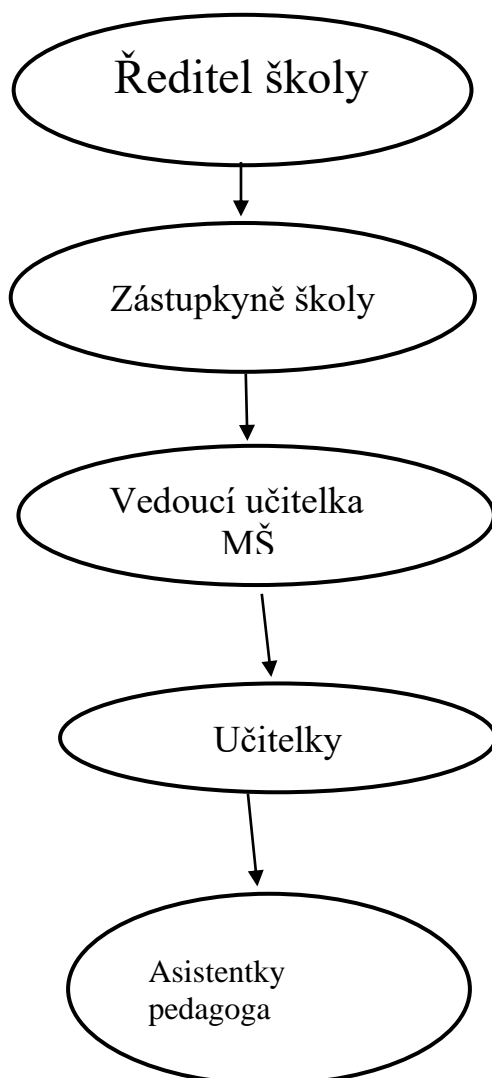 Ředitel školy
Zástupkyně školy
Vedoucí učitelka
MŠ
Učitelky
Asistentky
pedagoga